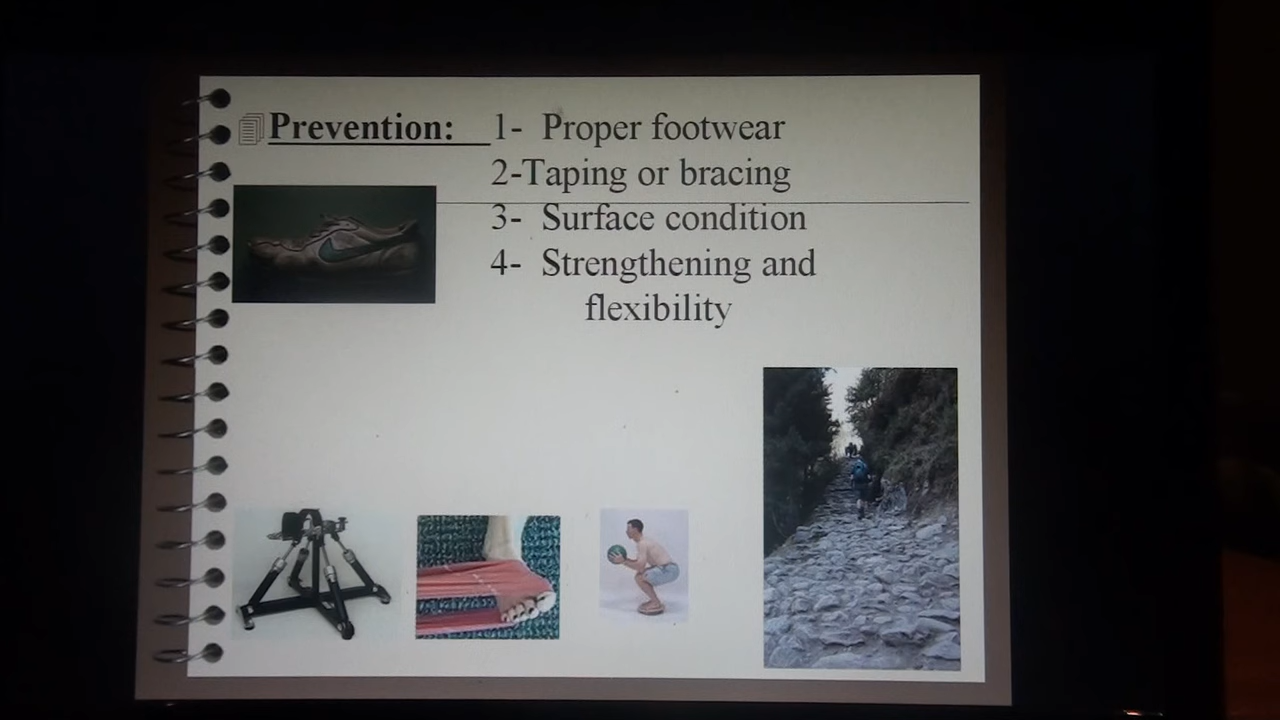 Prevention: 1- Proper footwear
2-Taping or bracing
3- Surface condition
4- Strengthening and
flexibility